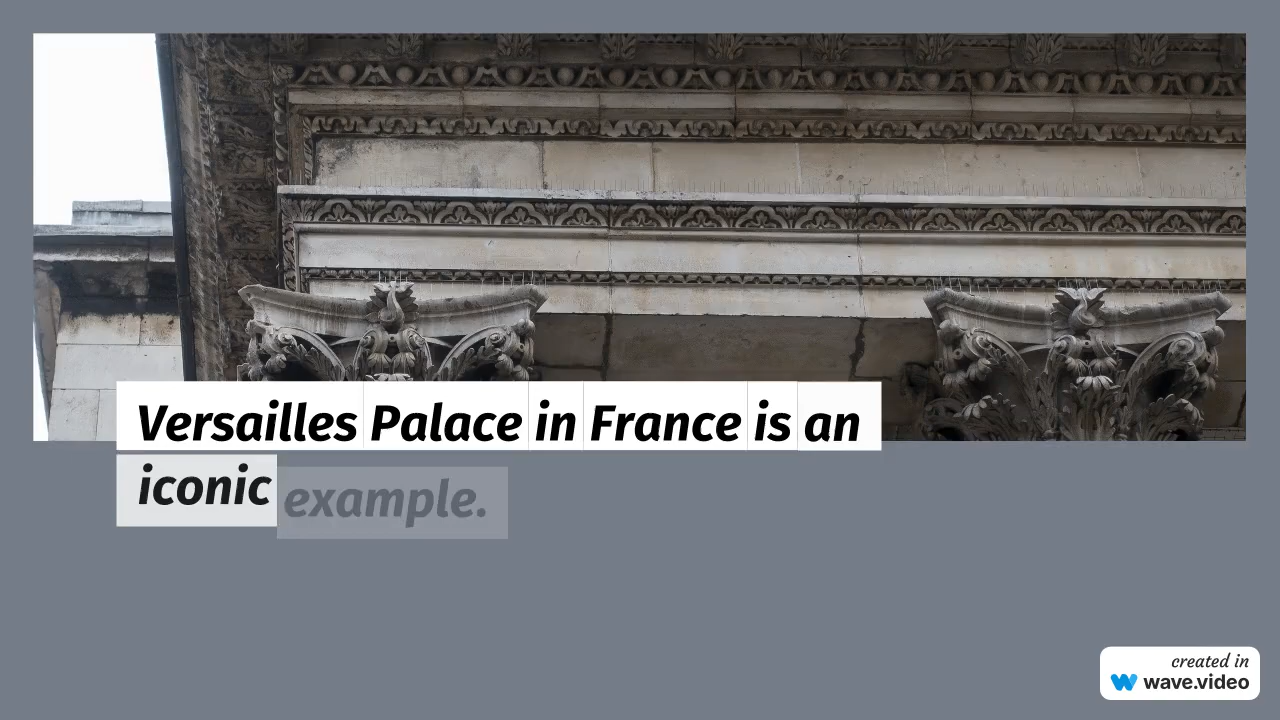 Versailles Palace in France is an
iconic example.
created in
wave.video